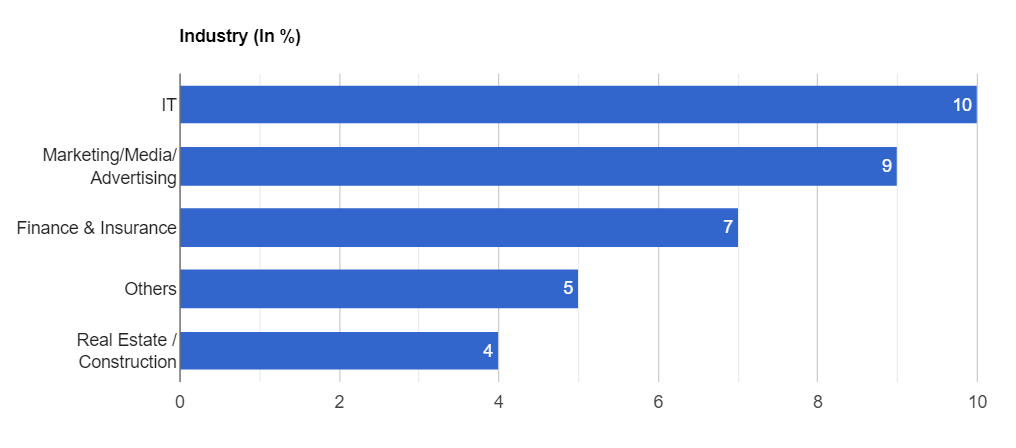 Industry (In %)
IT
10
Marketing/Media/
Advertising
9
Finance & Insurance
7
Others
5
Real Estate /
Construction
4
0 2 4 6 8 10